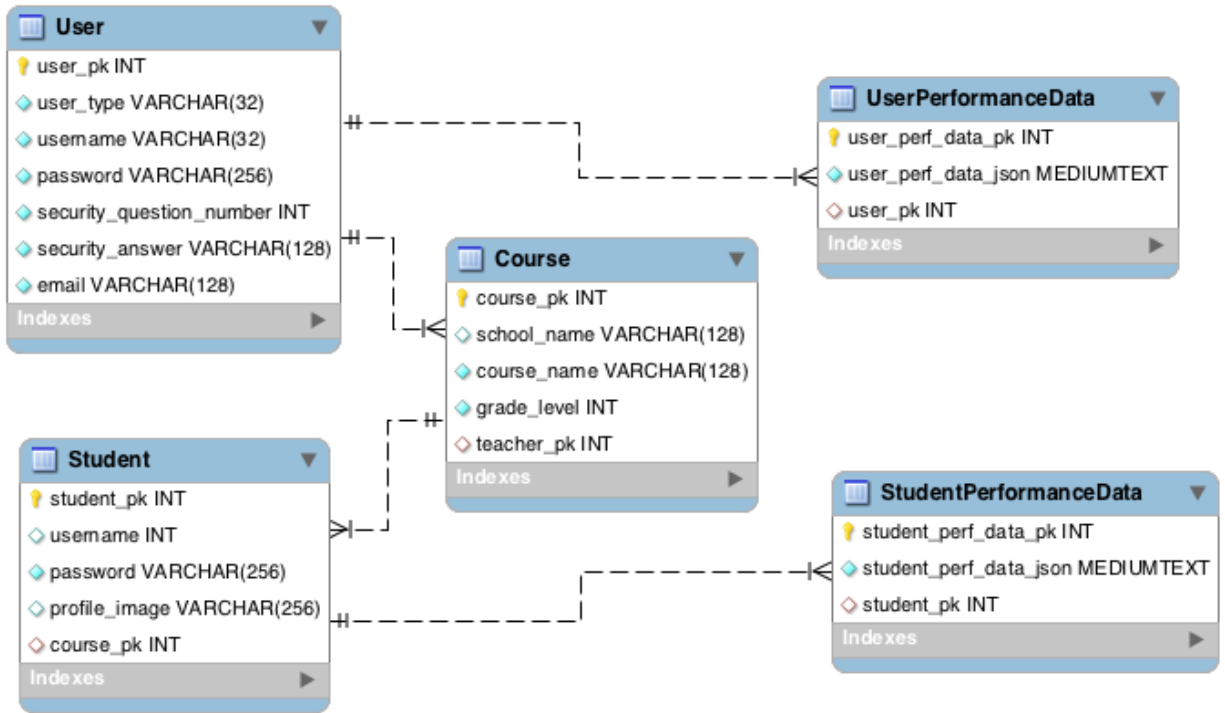 User
user_pk INT
user_type VARCHAR(32)
username VARCHAR(32)
password VARCHAR(256)
security_question_number INT
security_answer VARCHAR(128)
email VARCHAR(128)
Indexes
UserPerformanceData
user_perf_data_pk INT
user_perf_data_json MEDIUMTEXT
user_pk INT
Indexes
Course
course_pk INT
school_name VARCHAR(128)
course_name VARCHAR(128)
grade_level INT
teacher_pk INT
Indexes
Student
student_pk INT
username INT
password VARCHAR(256)
profile_image VARCHAR(256)
course_pk INT
Indexes
StudentPerformanceData
student_perf_data_pk INT
student_perf_data_json MEDIUMTEXT
student_pk INT
Indexes